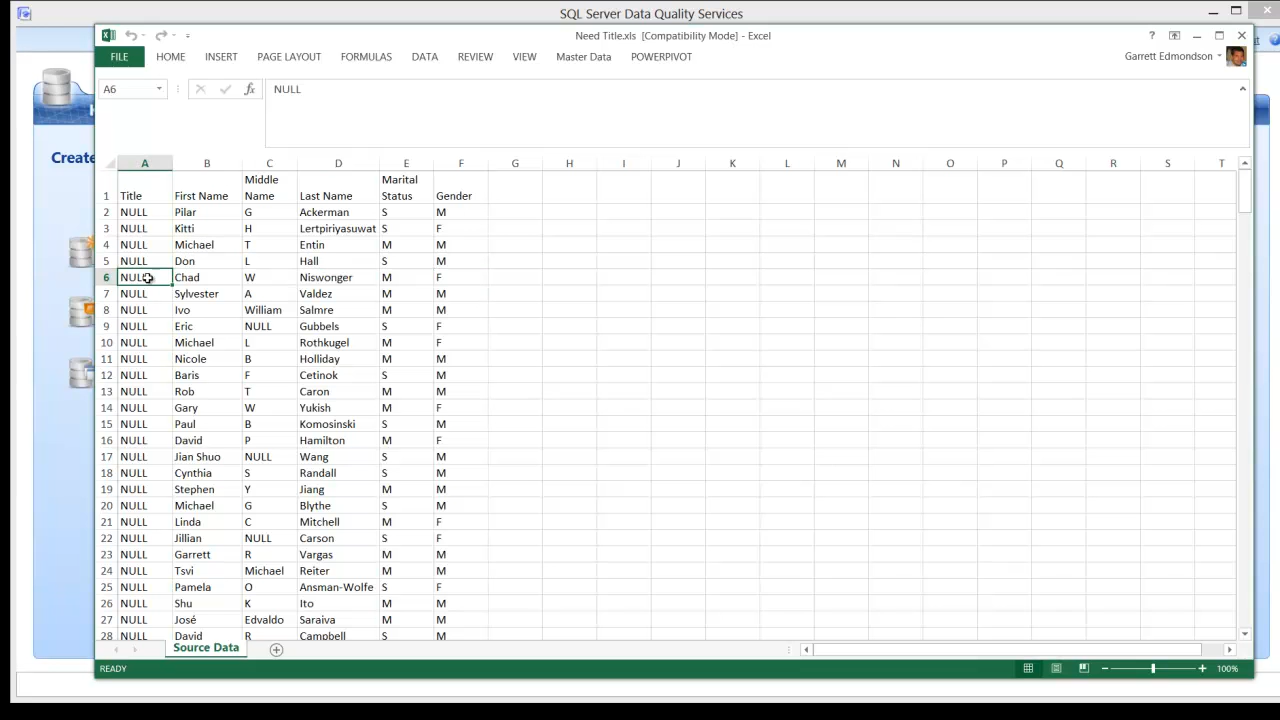 SQL Server Data Quality Services
Need Title.xls [Compatibility Mode] - Excel
FILE HOME INSERT PAGE LAYOUT FORMULAS DATA REVIEW VIEW Master Data POWERPIVOT Garrett Edmondson
A6 fx NULL
Create
A B C D E F G H I J K L M N O P Q R S T
1 Title First Name Middle Name Last Name Marital Status Gender
2 NULL Pilar G Ackerman S M
3 NULL Kitti H Lertpiriyasuwat S F
4 NULL Michael T Entin M M
5 NULL Don L Hall S M
6 NULL Chad W Niswonger M F
7 NULL Sylvester A Valdez M M
8 NULL Ivo William Salmre M M
9 NULL Eric NULL Gubbels S F
10 NULL Michael L Rothkugel M F
11 NULL Nicole B Holliday M M
12 NULL Baris F Cetinok S M
13 NULL Rob T Caron M M
14 NULL Gary W Yukish M F
15 NULL Paul B Komosinski S M
16 NULL David P Hamilton M F
17 NULL Jian Shuo NULL Wang S M
18 NULL Cynthia S Randall S M
19 NULL Stephen Y Jiang M M
20 NULL Michael G Blythe S M
21 NULL Linda C Mitchell M F
22 NULL Jillian NULL Carson S F
23 NULL Garrett R Vargas M M
24 NULL Tsvi Michael Reiter M M
25 NULL Pamela O Ansman-Wolfe S F
26 NULL Shu K Ito M M
27 NULL José Edvaldo Saraiva M M
28 NULL David R Campbell S M
Source Data
READY 100%